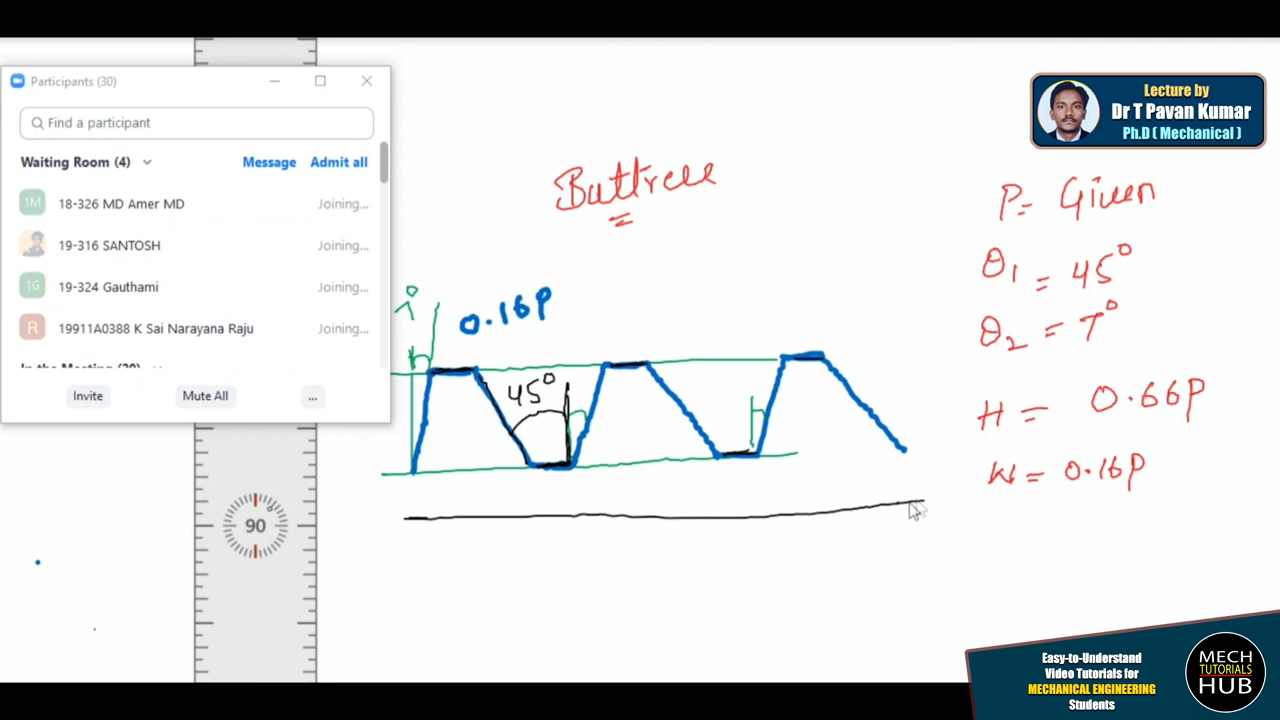 Participants (30)
Find a participant
Waiting Room (4)
Message
Admit all
1M
18-326 MD Amer MD
Joining...
19-316 SANTOSH
Joining...
1G
19-324 Gauthami
Joining...
R
19911A0388 K Sai Narayana Raju
Joining...
Invite
Mute All
...
90
Lecture by
Dr T Pavan Kumar
Ph.D ( Mechanical )
Buttress
P = Given
θ1 = 45°
θ2 = 7°
H = 0.66P
W = 0.16P
0.16P
45°
Easy-to-Understand
Video Tutorials for
MECHANICAL ENGINEERING
Students
MECH
TUTORIALS
HUB